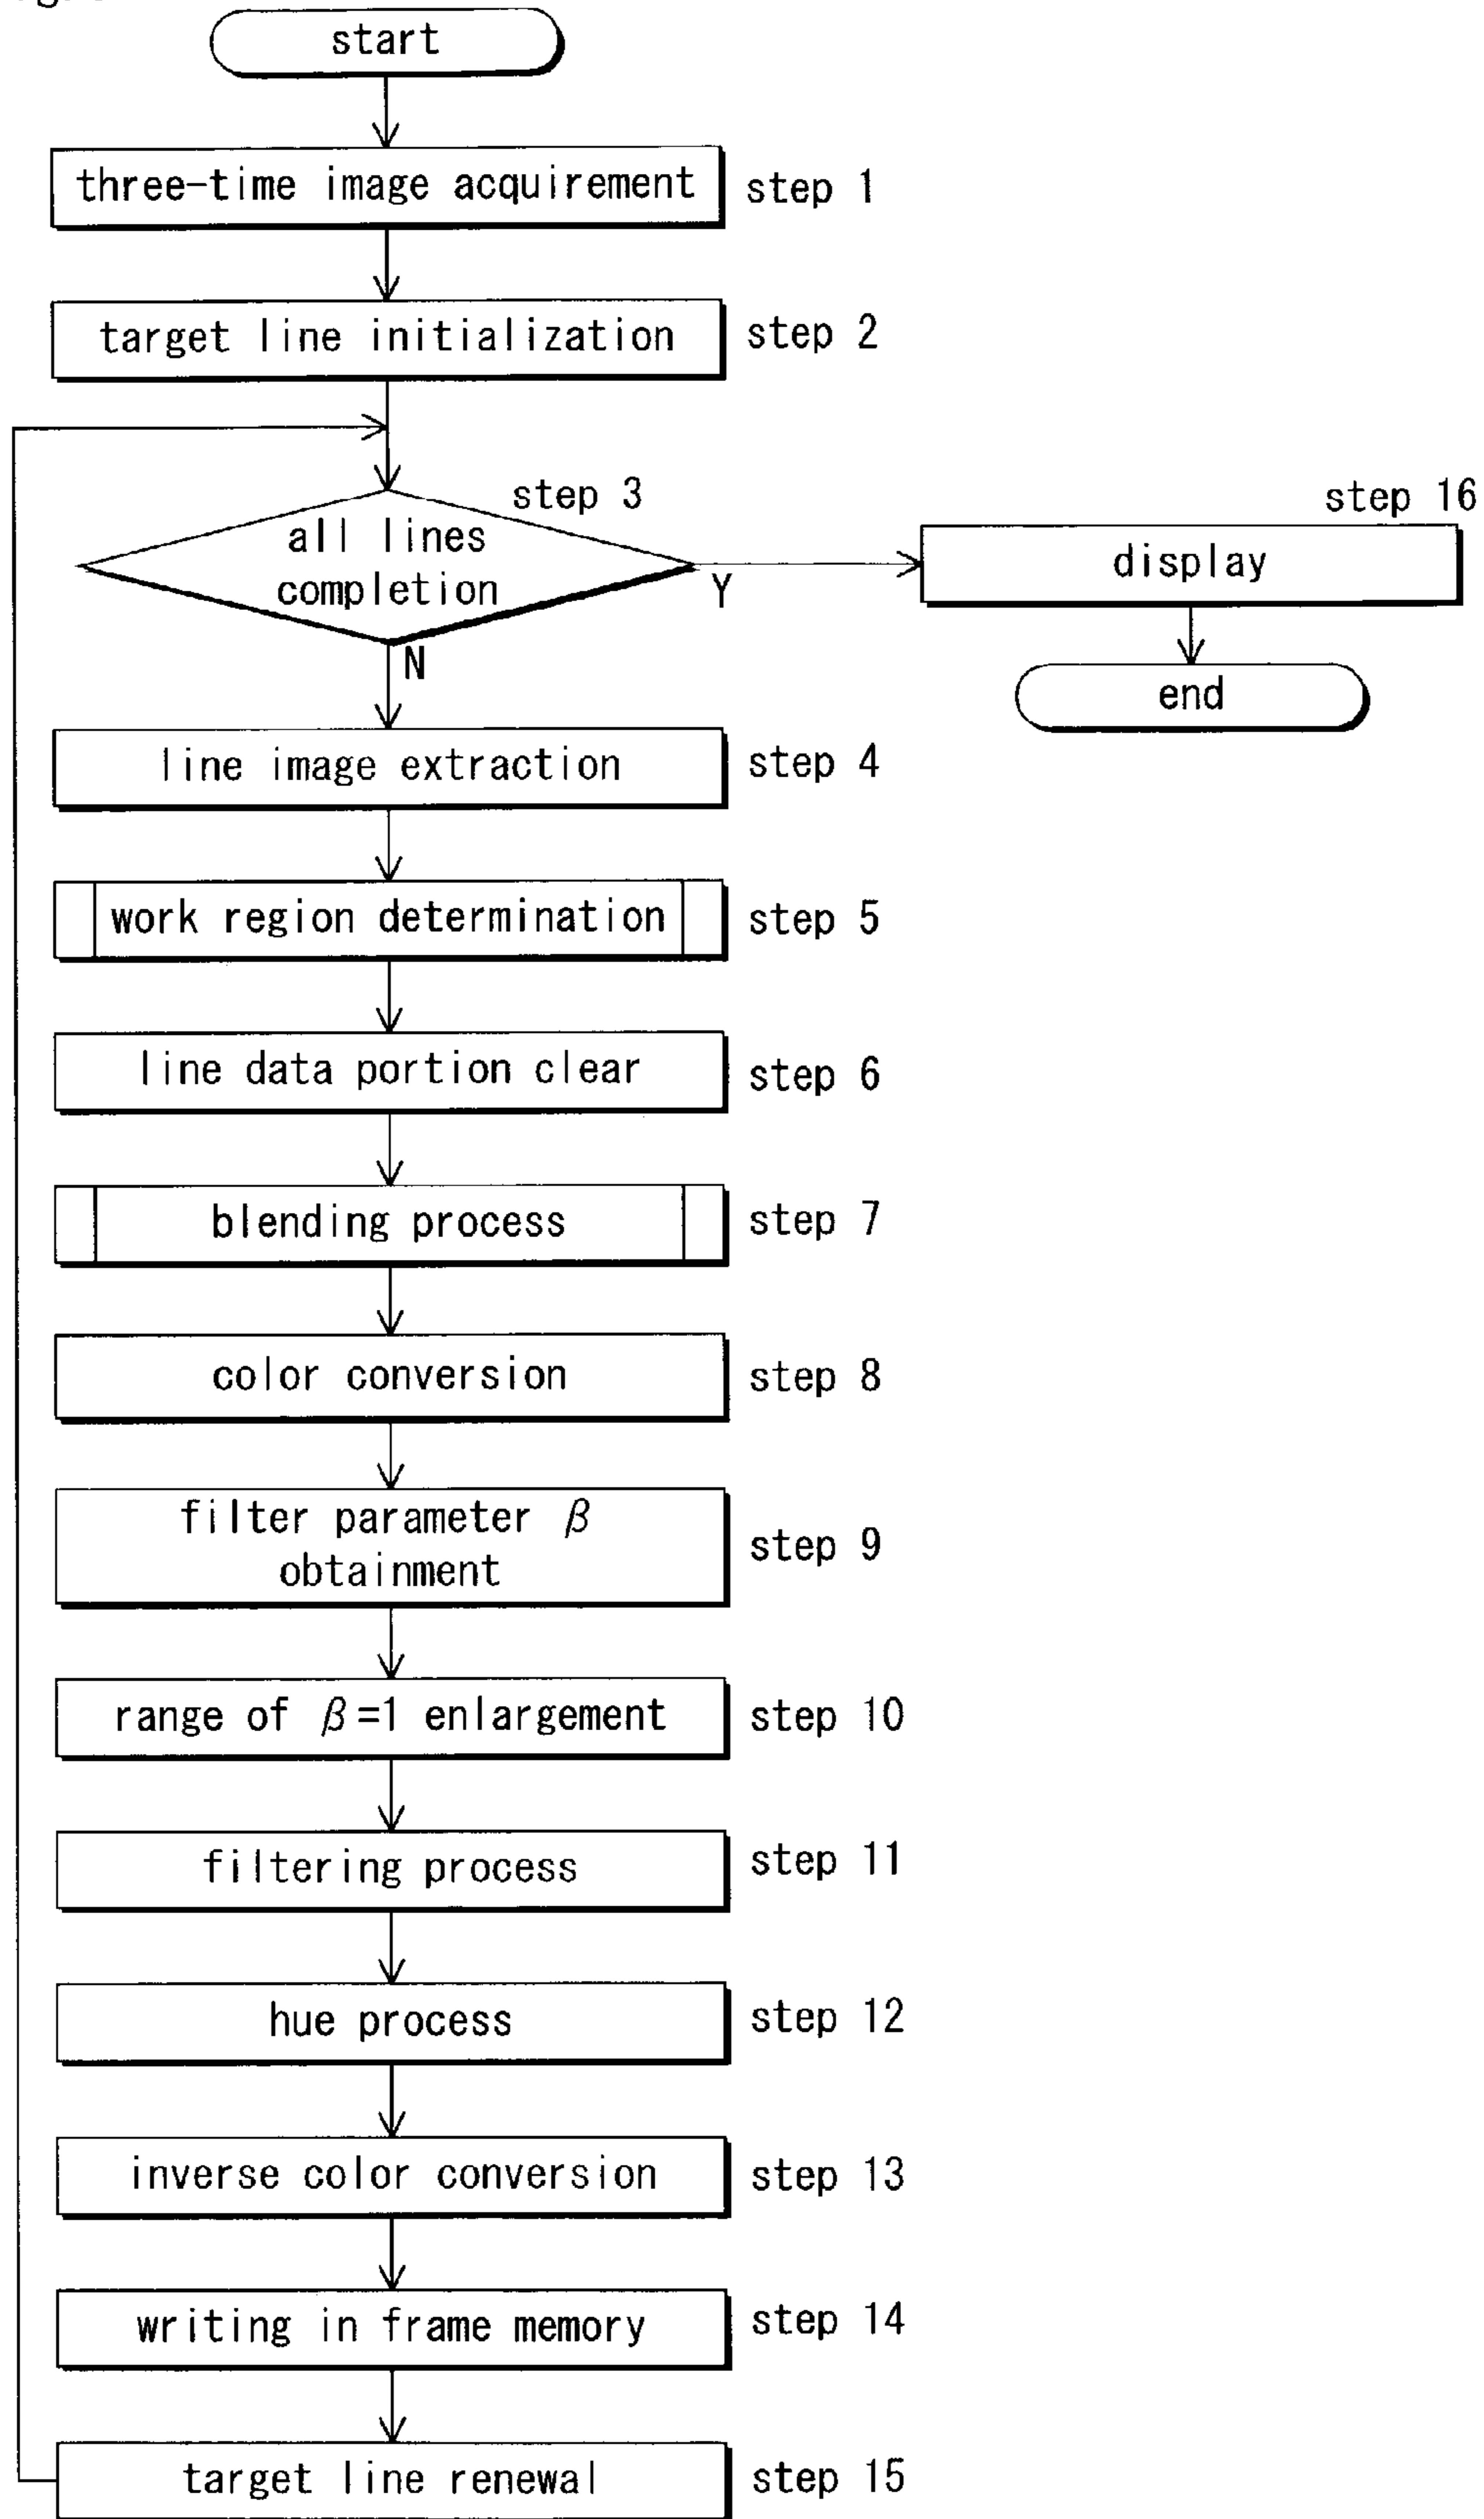 start
three-time image acquirement step 1
target line initialization step 2
step 3
all lines
completion
Y
N
step 16
display
end
line image extraction step 4
work region determination step 5
line data portion clear step 6
blending process step 7
color conversion step 8
filter parameter β
obtainment
step 9
range of β=1 enlargement step 10
filtering process step 11
hue process step 12
inverse color conversion step 13
writing in frame memory step 14
target line renewal step 15